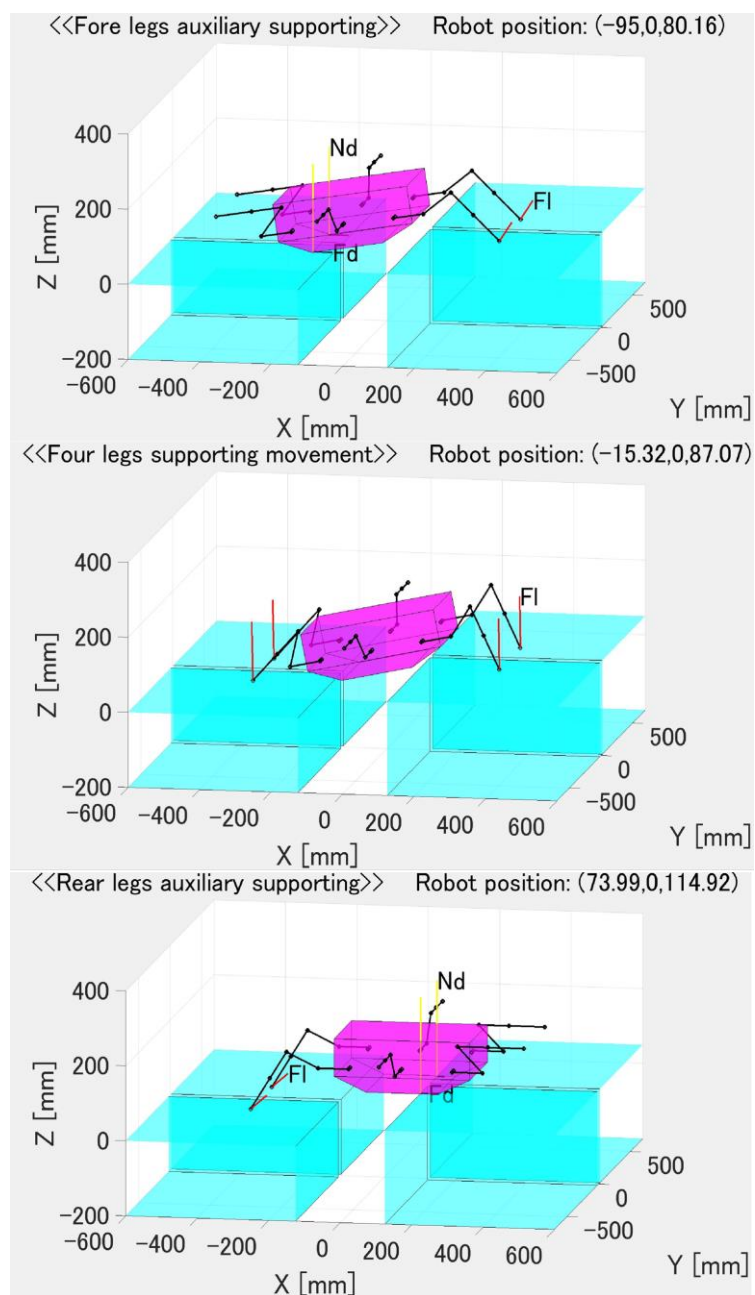 <<Fore legs auxiliary supporting>> Robot position: (-95,0,80.16)
Nd
Fl
Fd
Z [mm]
400
200
0
-200
-600
-400
-200
0
200
400
600
X [mm]
500
0
-500
Y [mm]
<<Four legs supporting movement>> Robot position: (-15.32,0,87.07)
Fl
Z [mm]
400
200
0
-200
-600
-400
-200
0
200
400
600
X [mm]
500
0
-500
Y [mm]
<<Rear legs auxiliary supporting>> Robot position: (73.99,0,114.92)
Nd
Fl
Fd
Z [mm]
400
200
0
-200
-600
-400
-200
0
200
400
600
X [mm]
500
0
-500
Y [mm]